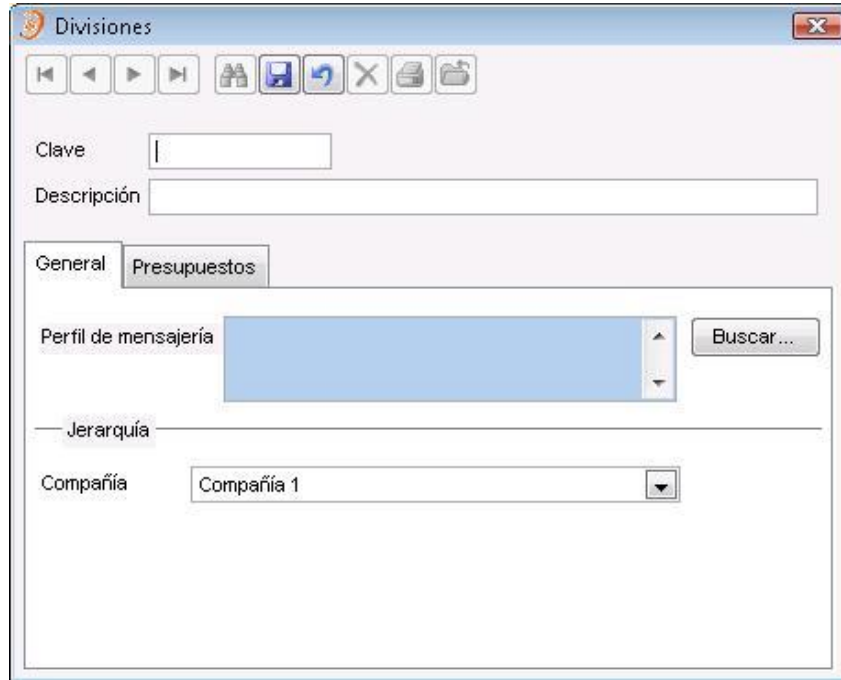 Divisiones
Clave
Descripción
General Presupuestos
Perfil de mensajería Buscar...
Jerarquía
Compañía Compañía 1